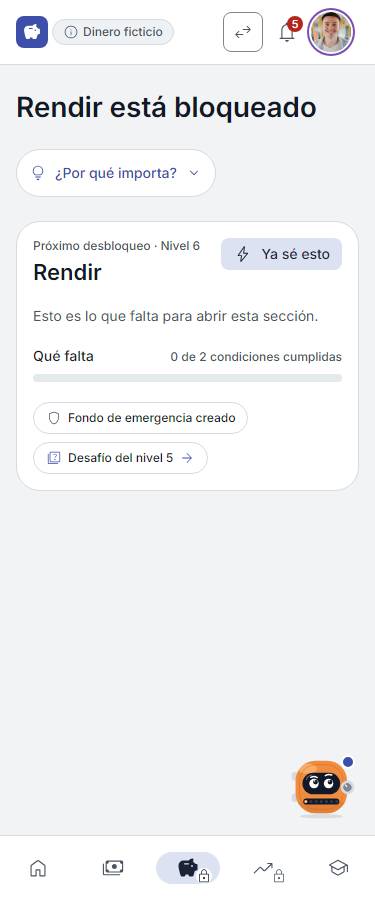 Dinero ficticio
5
Rendir está bloqueado
¿Por qué importa?
Próximo desbloqueo · Nivel 6
Ya sé esto
Rendir
Esto es lo que falta para abrir esta sección.
Qué falta
0 de 2 condiciones cumplidas
Fondo de emergencia creado
Desafío del nivel 5